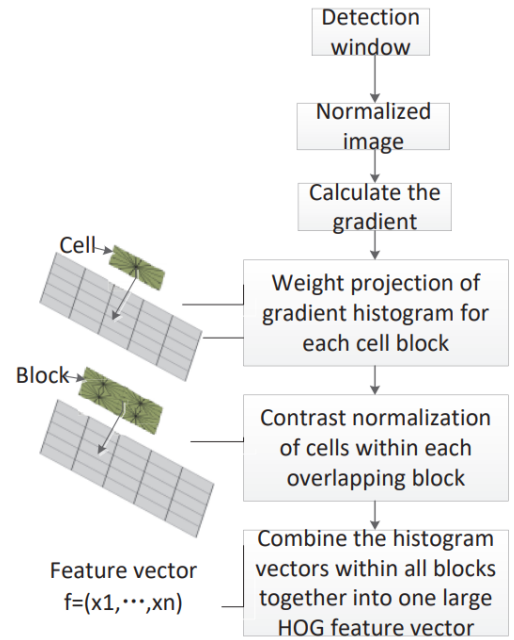 Detection
window
Normalized
image
Calculate the
gradient
Cell
Weight projection of
gradient histogram for
each cell block
Block
Contrast normalization
of cells within each
overlapping block
Combine the histogram
vectors within all blocks
together into one large
HOG feature vector
Feature vector
f=(x1,⋯,xn)